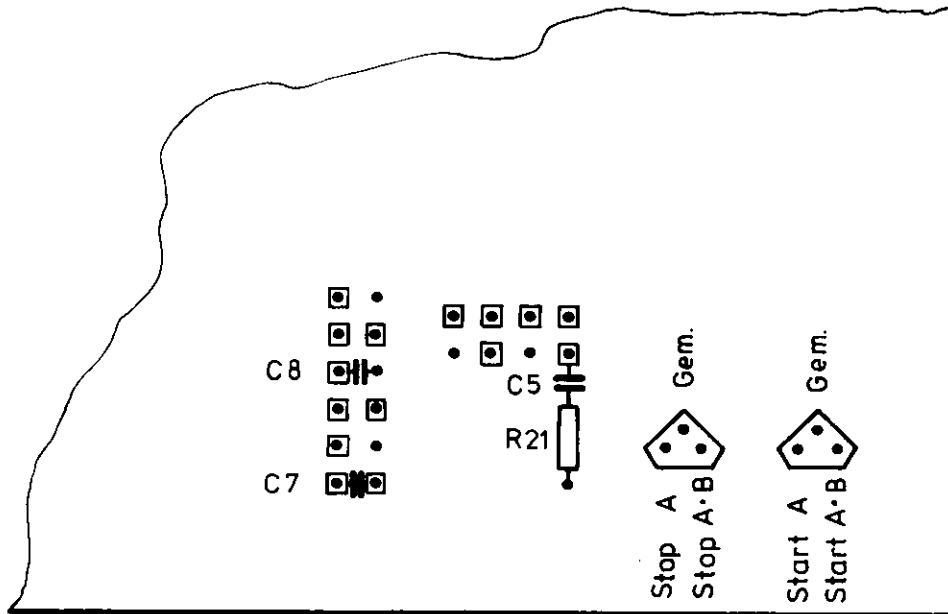 C8
C7
C5
R21
Gem.
Gem.
Stop A
Stop A·B
Start A
Start A·B